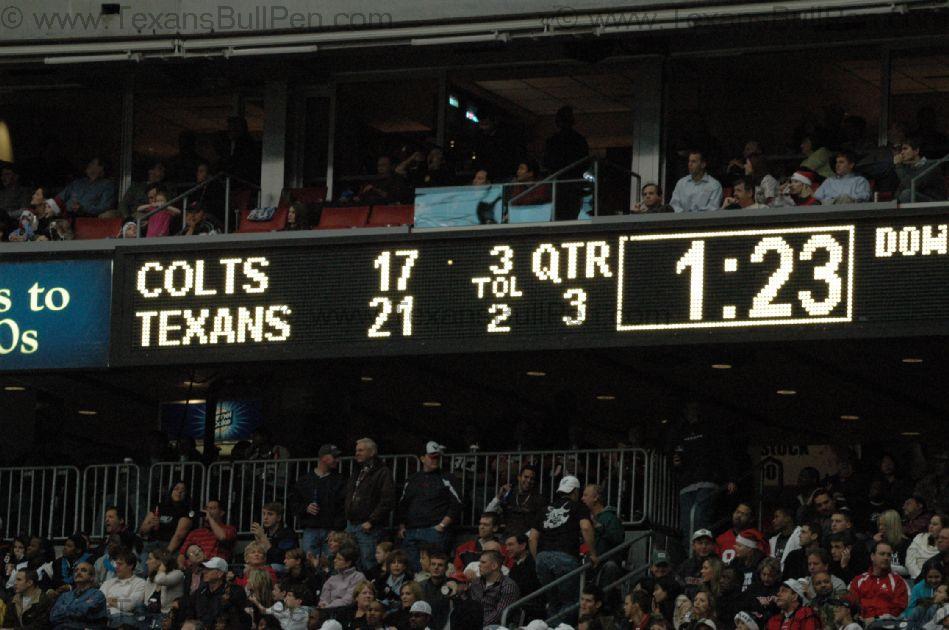 © www.TexansBullPen.com © www.TexansBullPen.com
COLTS 17 3 QTR 1:23 DOW
TOL
TEXANS 21 2 3
s to
0s